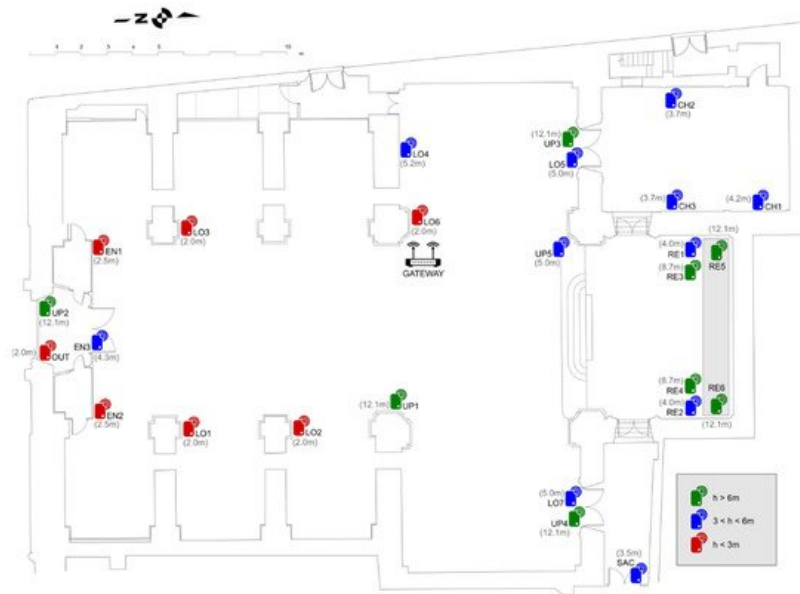 N
4 2 5 10 m
CH2
(3.7m)
(12.1m)
UP3
LO4
(5.2m)
LO5
(5.0m)
(3.7m)
CH3
(4.2m)
CH1
LO3
(2.0m)
LO6
(2.0m)
(12.1m)
EN1
(2.5m)
UP5
(5.0m)
(4.0m)
RE1
(8.7m)
RE3
RE5
GATEWAY
UP2
(12.1m)
EN3
(4.3m)
(2.0m)
OUT
(8.7m)
RE4
RE6
(12.1m)
UP1
(4.0m)
RE2
(12.1m)
EN2
(2.5m)
LO1
(2.0m)
LO2
(2.0m)
(5.0m)
LO7
UP4
(12.1m)
(3.5m)
SAC
h > 6m
3 < h < 6m
h < 3m